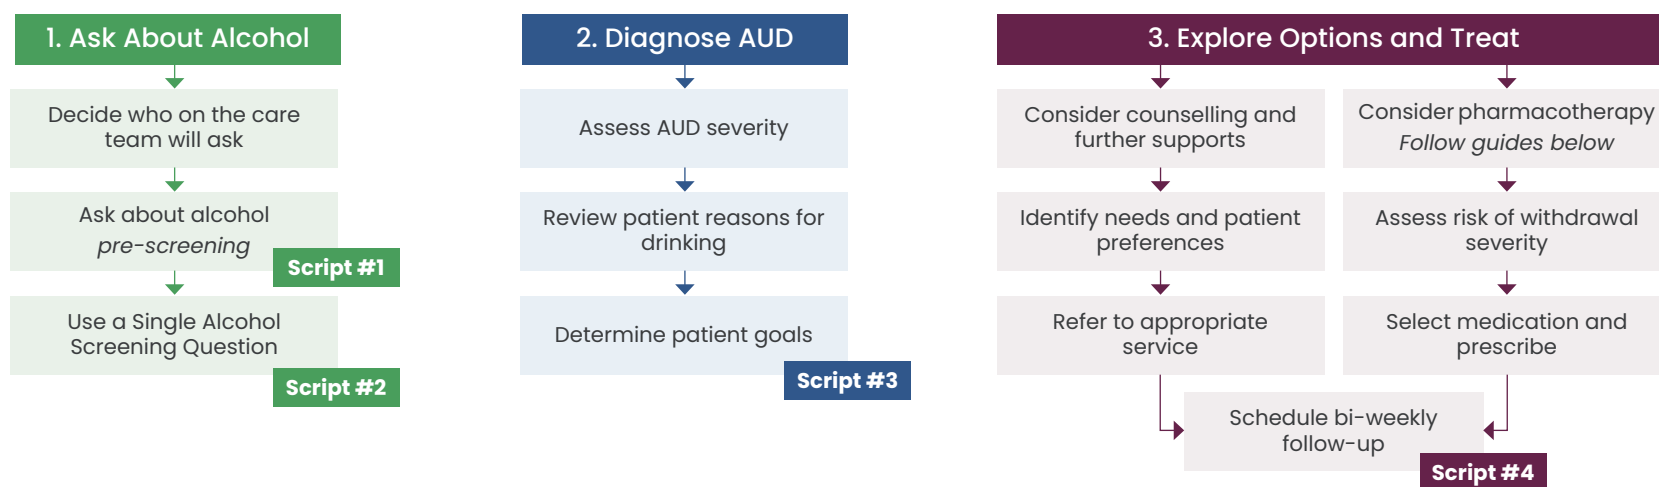 1. Ask About Alcohol
Decide who on the care
team will ask
Ask about alcohol
pre-screening
Script #1
Use a Single Alcohol
Screening Question
Script #2
2. Diagnose AUD
Assess AUD severity
Review patient reasons for
drinking
Determine patient goals
Script #3
3. Explore Options and Treat
Consider counselling and
further supports
Identify needs and patient
preferences
Refer to appropriate
service
Consider pharmacotherapy
Follow guides below
Assess risk of withdrawal
severity
Select medication and
prescribe
Schedule bi-weekly
follow-up
Script #4